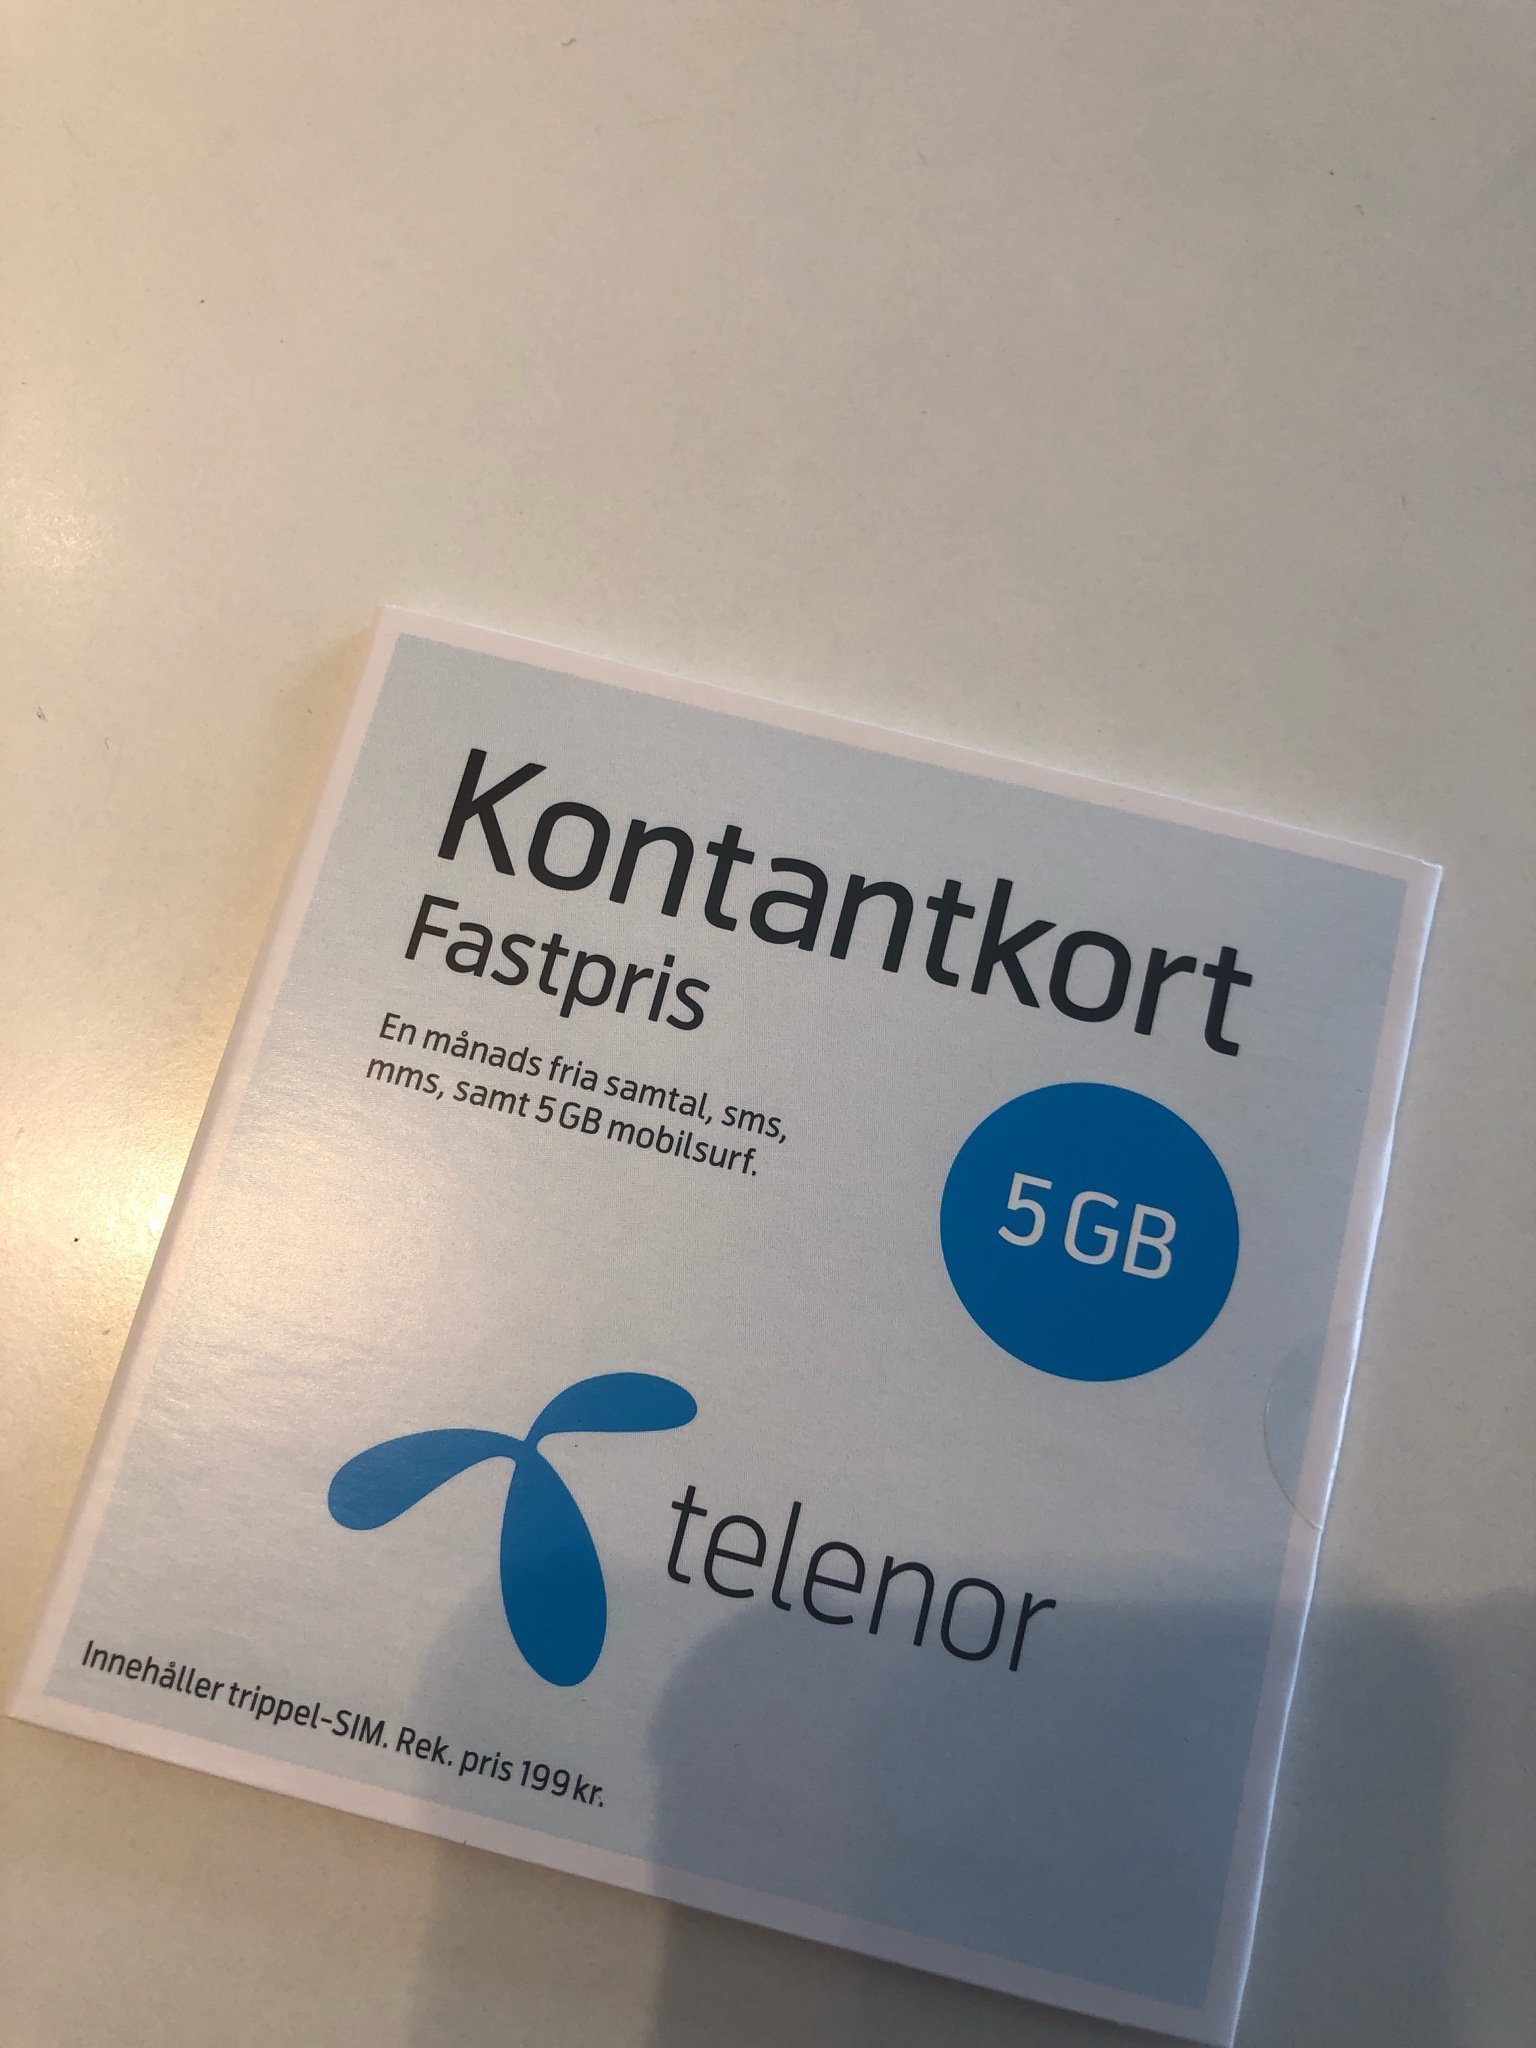 Kontantkort
Fastpris
En månads fria samtal, sms,
mms, samt 5 GB mobilsurf.
5 GB
telenor
Innehåller trippel-SIM. Rek. pris 199 kr.